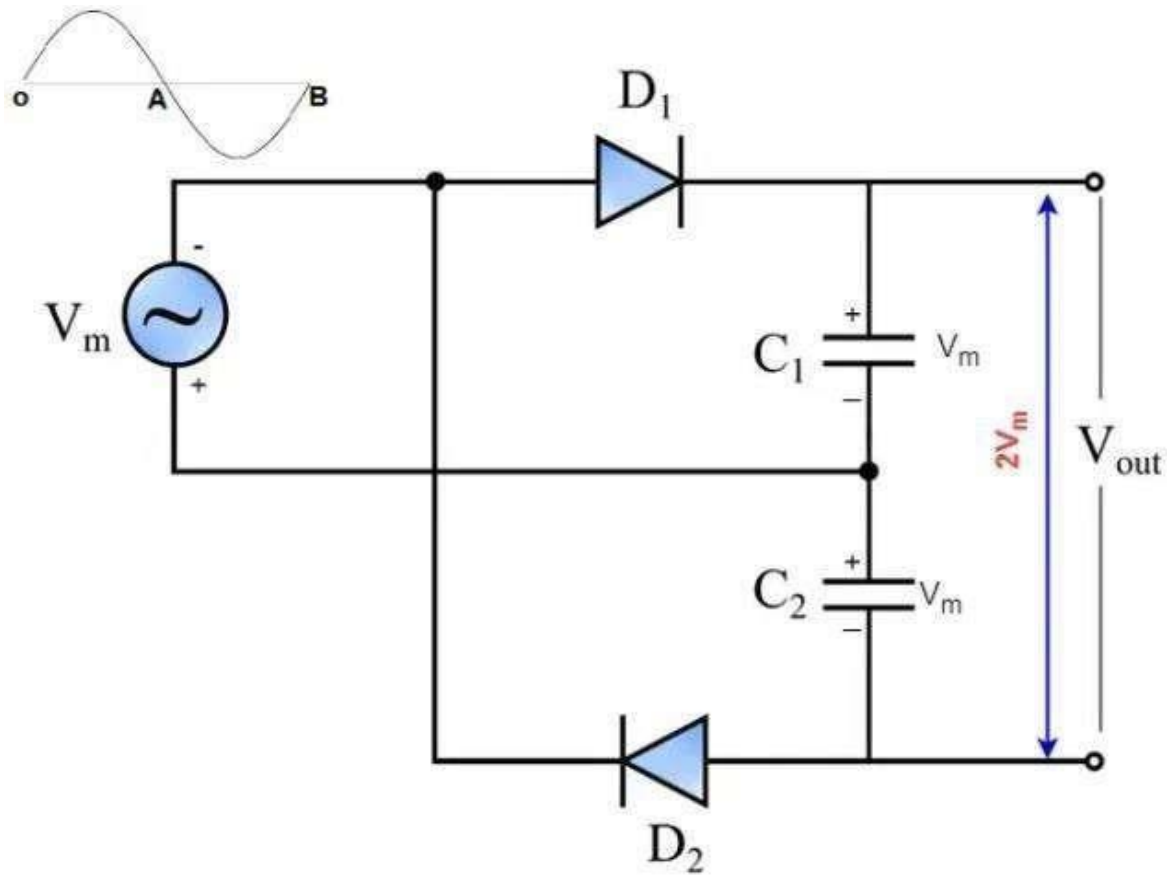 o A B
D₁
-
Vₘ
+
+
C₁ Vₘ
–
2Vₘ
Vₒᵤₜ
+
C₂ Vₘ
–
D₂